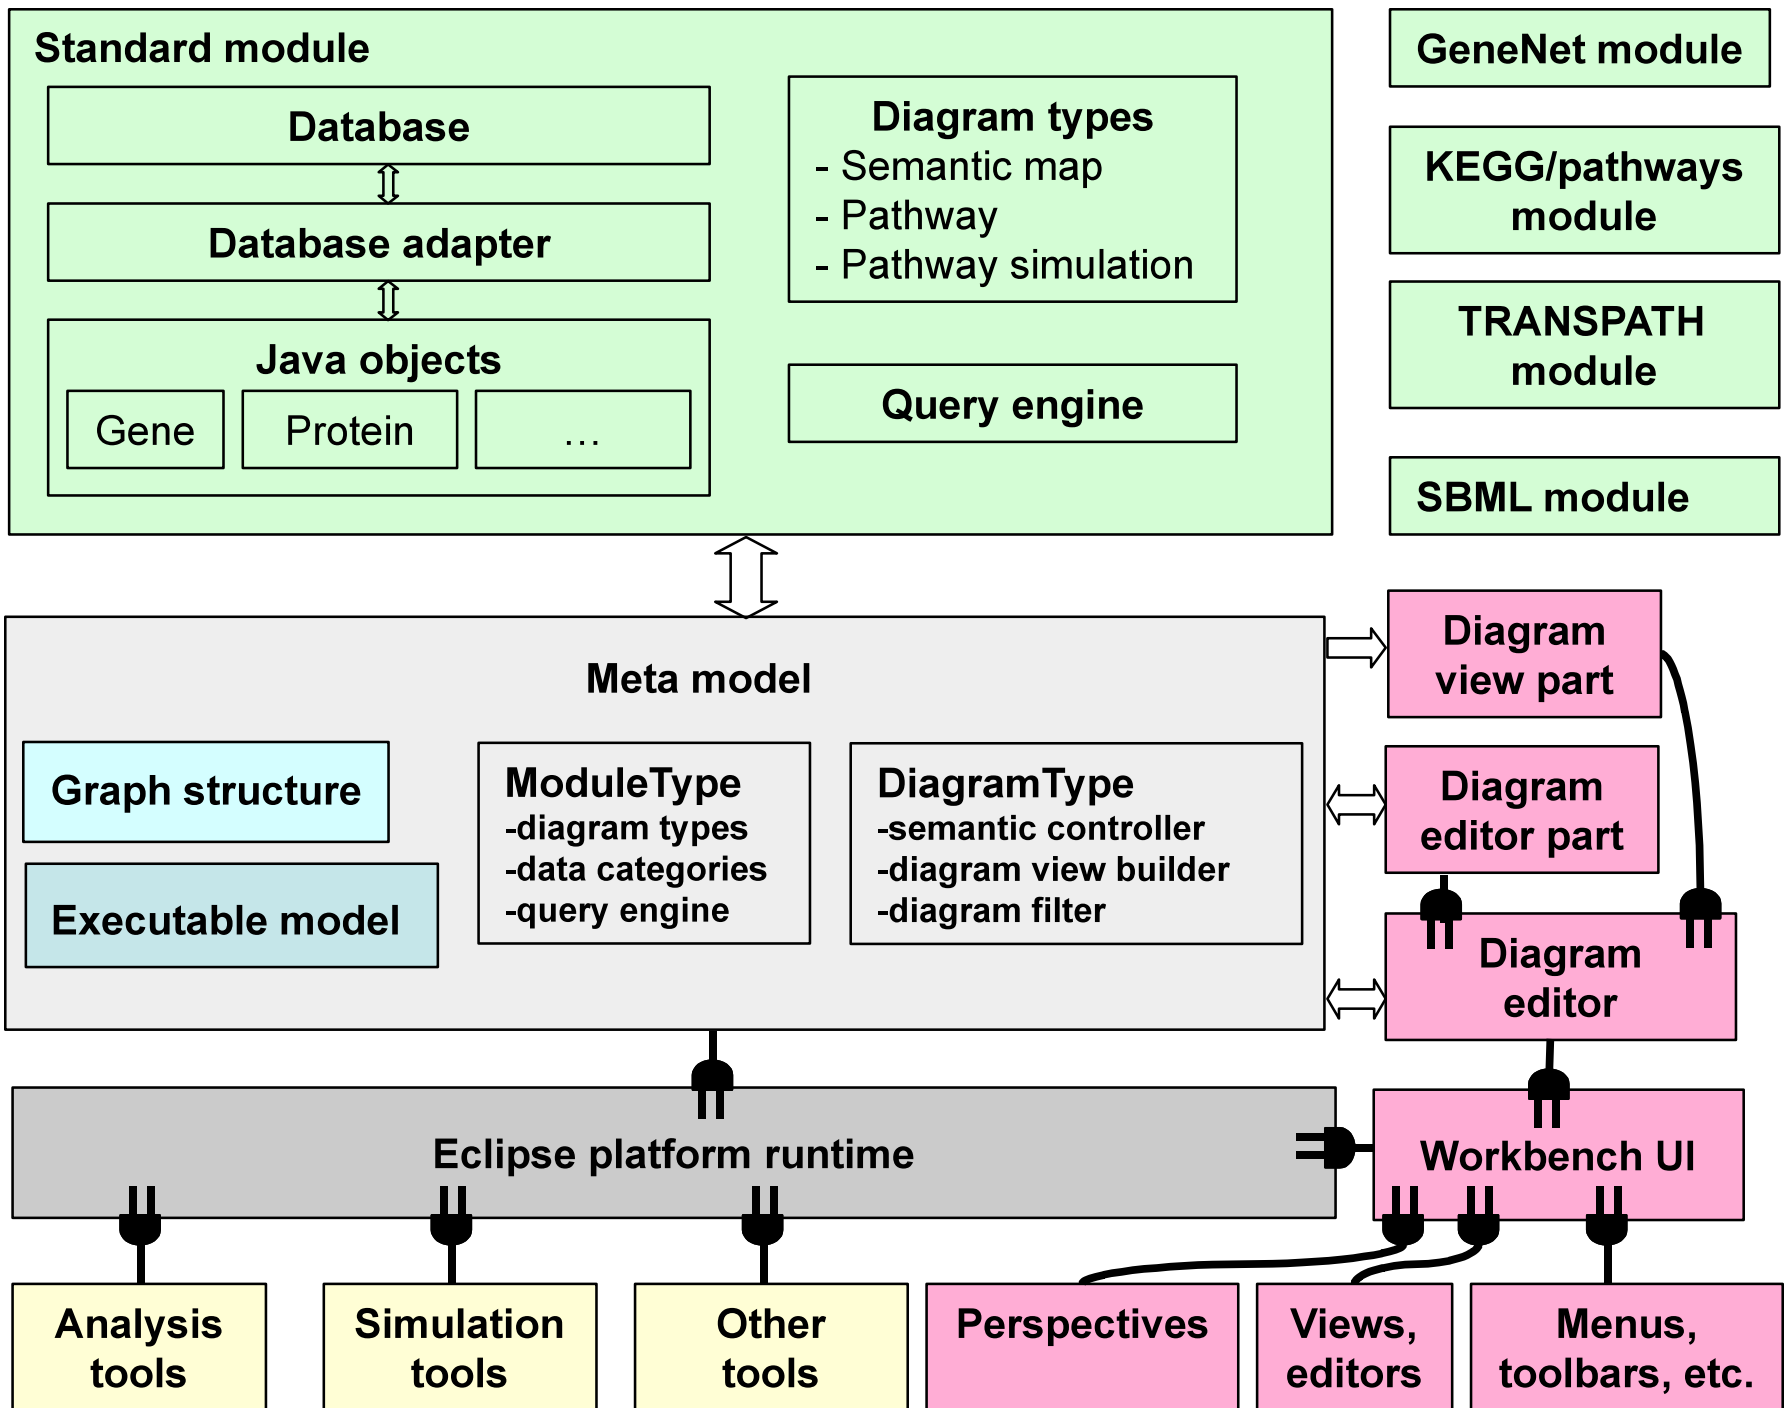 Standard module
Database
Database adapter
Java objects
Gene
Protein
...
Diagram types
- Semantic map
- Pathway
- Pathway simulation
Query engine
GeneNet module
KEGG/pathways
module
TRANSPATH
module
SBML module
Meta model
Graph structure
Executable model
ModuleType
-diagram types
-data categories
-query engine
DiagramType
-semantic controller
-diagram view builder
-diagram filter
Diagram
view part
Diagram
editor part
Diagram
editor
Eclipse platform runtime
Workbench UI
Analysis
tools
Simulation
tools
Other
tools
Perspectives
Views,
editors
Menus,
toolbars, etc.